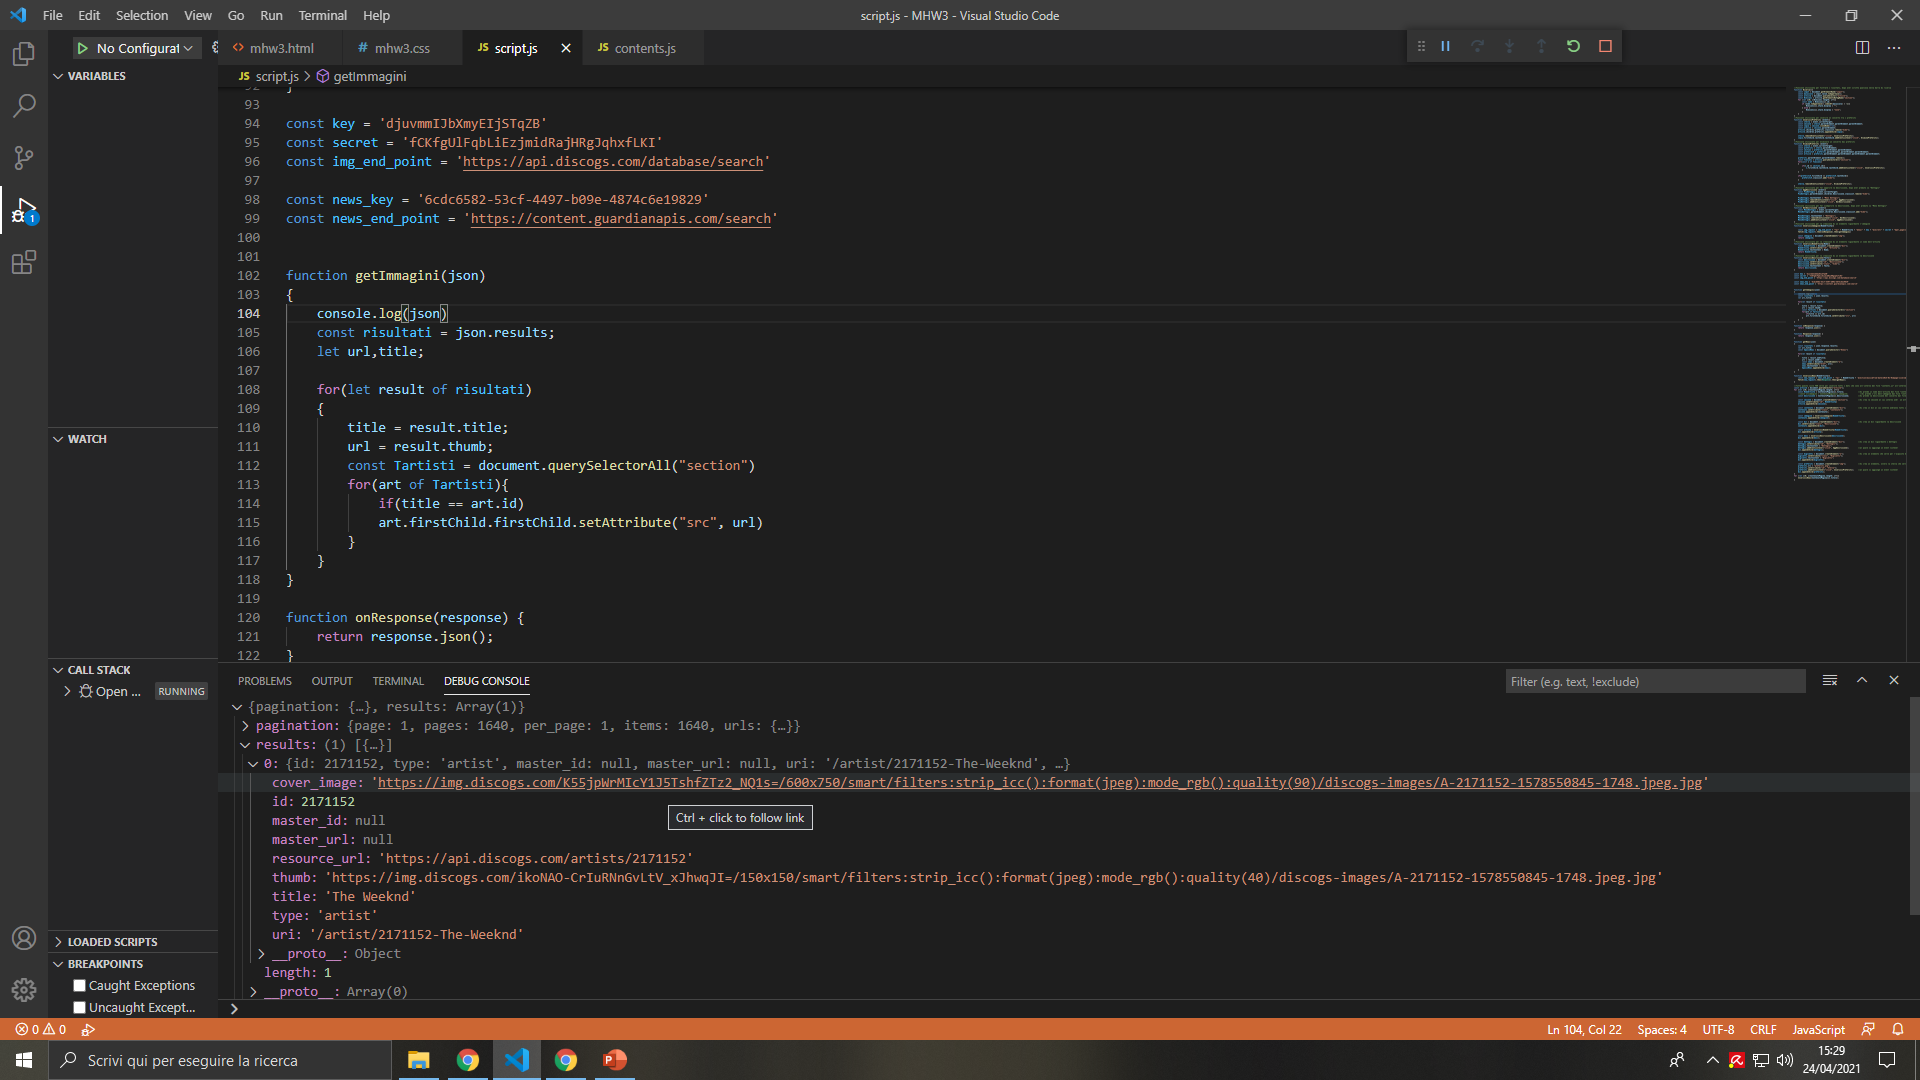 File Edit Selection View Go Run Terminal Help
script.js - MHW3 - Visual Studio Code
No Configurat
mhw3.html
mhw3.css
JS script.js
JS contents.js
JS script.js > getImmagini
VARIABLES
WATCH
CALL STACK
Open ... RUNNING
LOADED SCRIPTS
BREAKPOINTS
Caught Exceptions
Uncaught Except...
92 }
93
94 const key = 'djuvmmIJbXmyEIjSTqZB'
95 const secret = 'fCKfgUlFqbLiEzjmidRajHRgJqhxfLKI'
96 const img_end_point = 'https://api.discogs.com/database/search'
97
98 const news_key = '6cdc6582-53cf-4497-b09e-4874c6e19829'
99 const news_end_point = 'https://content.guardianapis.com/search'
100
101
102 function getImmagini(json)
103 {
104 console.log(json)
105 const risultati = json.results;
106 let url,title;
107
108 for(let result of risultati)
109 {
110 title = result.title;
111 url = result.thumb;
112 const Tartisti = document.querySelectorAll("section")
113 for(art of Tartisti){
114 if(title == art.id)
115 art.firstChild.firstChild.setAttribute("src", url)
116 }
117 }
118 }
119
120 function onResponse(response) {
121 return response.json();
122 }
PROBLEMS OUTPUT TERMINAL DEBUG CONSOLE
Filter (e.g. text, !exclude)
{pagination: {…}, results: Array(1)}
pagination: {page: 1, pages: 1640, per_page: 1, items: 1640, urls: {…}}
results: (1) [{…}]
0: {id: 2171152, type: 'artist', master_id: null, master_url: null, uri: '/artist/2171152-The-Weeknd', …}
cover_image: 'https://img.discogs.com/K55jpWrMIcY1J5TshfZTz2_NQ1s=/600x750/smart/filters:strip_icc():format(jpeg):mode_rgb():quality(90)/discogs-images/A-2171152-1578550845-1748.jpeg.jpg'
id: 2171152
Ctrl + click to follow link
master_id: null
master_url: null
resource_url: 'https://api.discogs.com/artists/2171152'
thumb: 'https://img.discogs.com/ikoNAO-CrIuRNnGvLtV_xJhwqJI=/150x150/smart/filters:strip_icc():format(jpeg):mode_rgb():quality(40)/discogs-images/A-2171152-1578550845-1748.jpeg.jpg'
title: 'The Weeknd'
type: 'artist'
uri: '/artist/2171152-The-Weeknd'
__proto__: Object
length: 1
__proto__: Array(0)
0 0
Ln 104, Col 22 Spaces: 4 UTF-8 CRLF JavaScript
Scrivi qui per eseguire la ricerca
15:29
24/04/2021